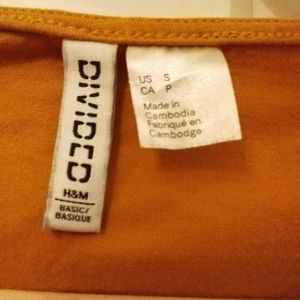 DIVIDED
H&M
BASIC/
BASIQUE
US S
CA P
Made in
Cambodia
Fabriqué en
Cambodge